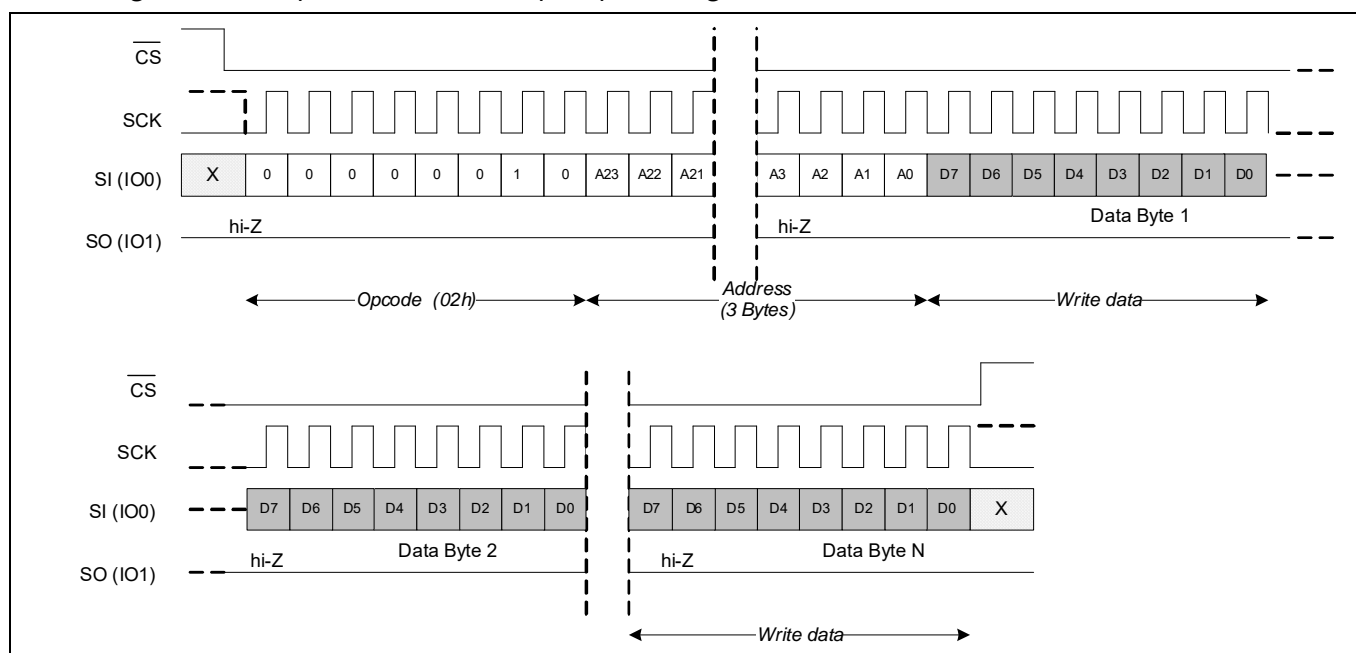 CS
SCK
SI (IO0) X 0 0 0 0 0 0 1 0 A23 A22 A21 A3 A2 A1 A0 D7 D6 D5 D4 D3 D2 D1 D0
hi-Z hi-Z Data Byte 1
SO (IO1)
Opcode (02h) Address Write data
(3 Bytes)
CS
SCK
SI (IO0) D7 D6 D5 D4 D3 D2 D1 D0 D7 D6 D5 D4 D3 D2 D1 D0 X
hi-Z Data Byte 2 hi-Z Data Byte N
SO (IO1)
Write data